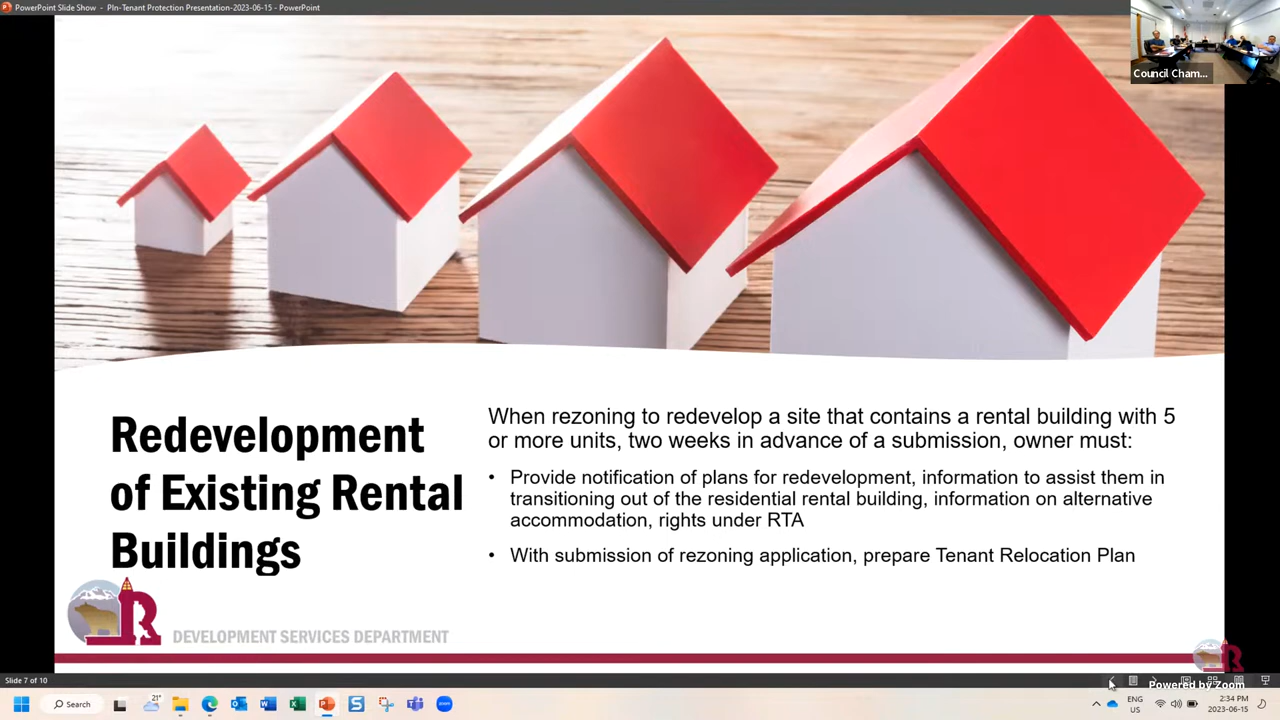 PowerPoint Slide Show - Pln-Tenant Protection Presentation-2023-06-15 - PowerPoint
Council Cham...
Redevelopment
of Existing Rental
Buildings
When rezoning to redevelop a site that contains a rental building with 5
or more units, two weeks in advance of a submission, owner must:
• Provide notification of plans for redevelopment, information to assist them in
transitioning out of the residential rental building, information on alternative
accommodation, rights under RTA
• With submission of rezoning application, prepare Tenant Relocation Plan
R
DEVELOPMENT SERVICES DEPARTMENT
Slide 7 of 10
Powered by Zoom
Search
21°
zoom
ENG
US
2:34 PM
2023-06-15